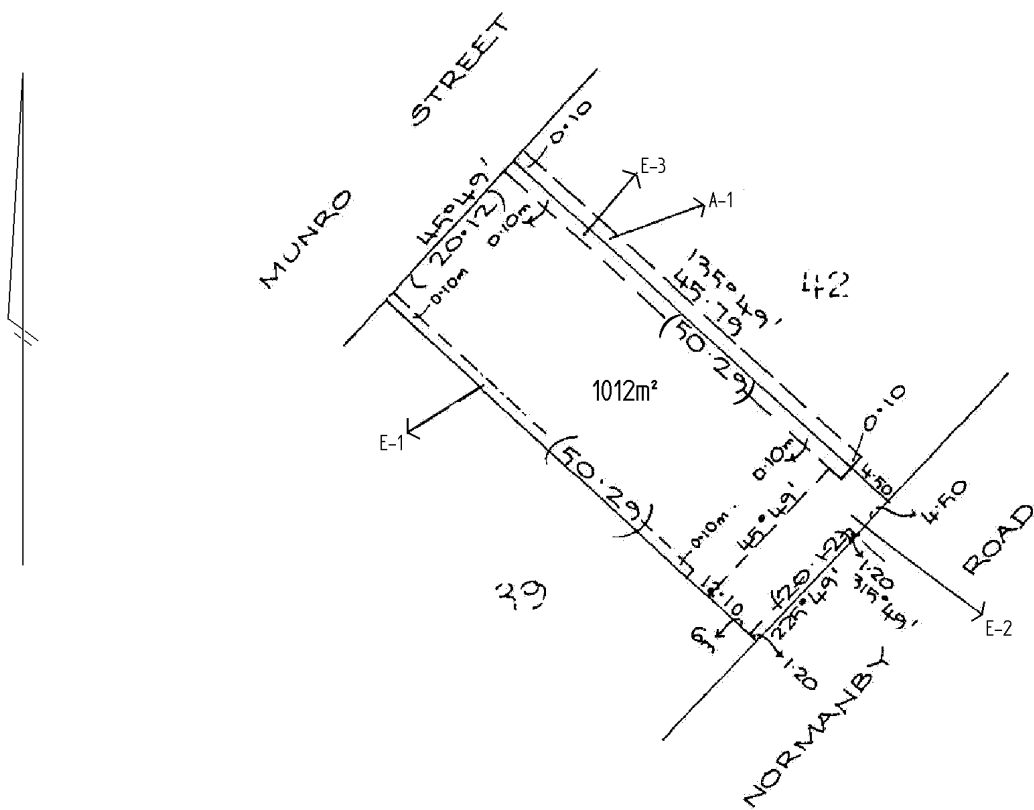 MUNRO STREET
45°49'
(20·12)
0·10m
0·10m
0·10
E-3
A-1
135°49'
45·79
42
(50·29)
1012m²
E-1
(50·29)
0·10m
0·10m
0·10
45°49'
4·50
4·50
39
12·10
6m
(20·12)
225°49'
1·20
1·20
315°49'
E-2
NORMANBY ROAD